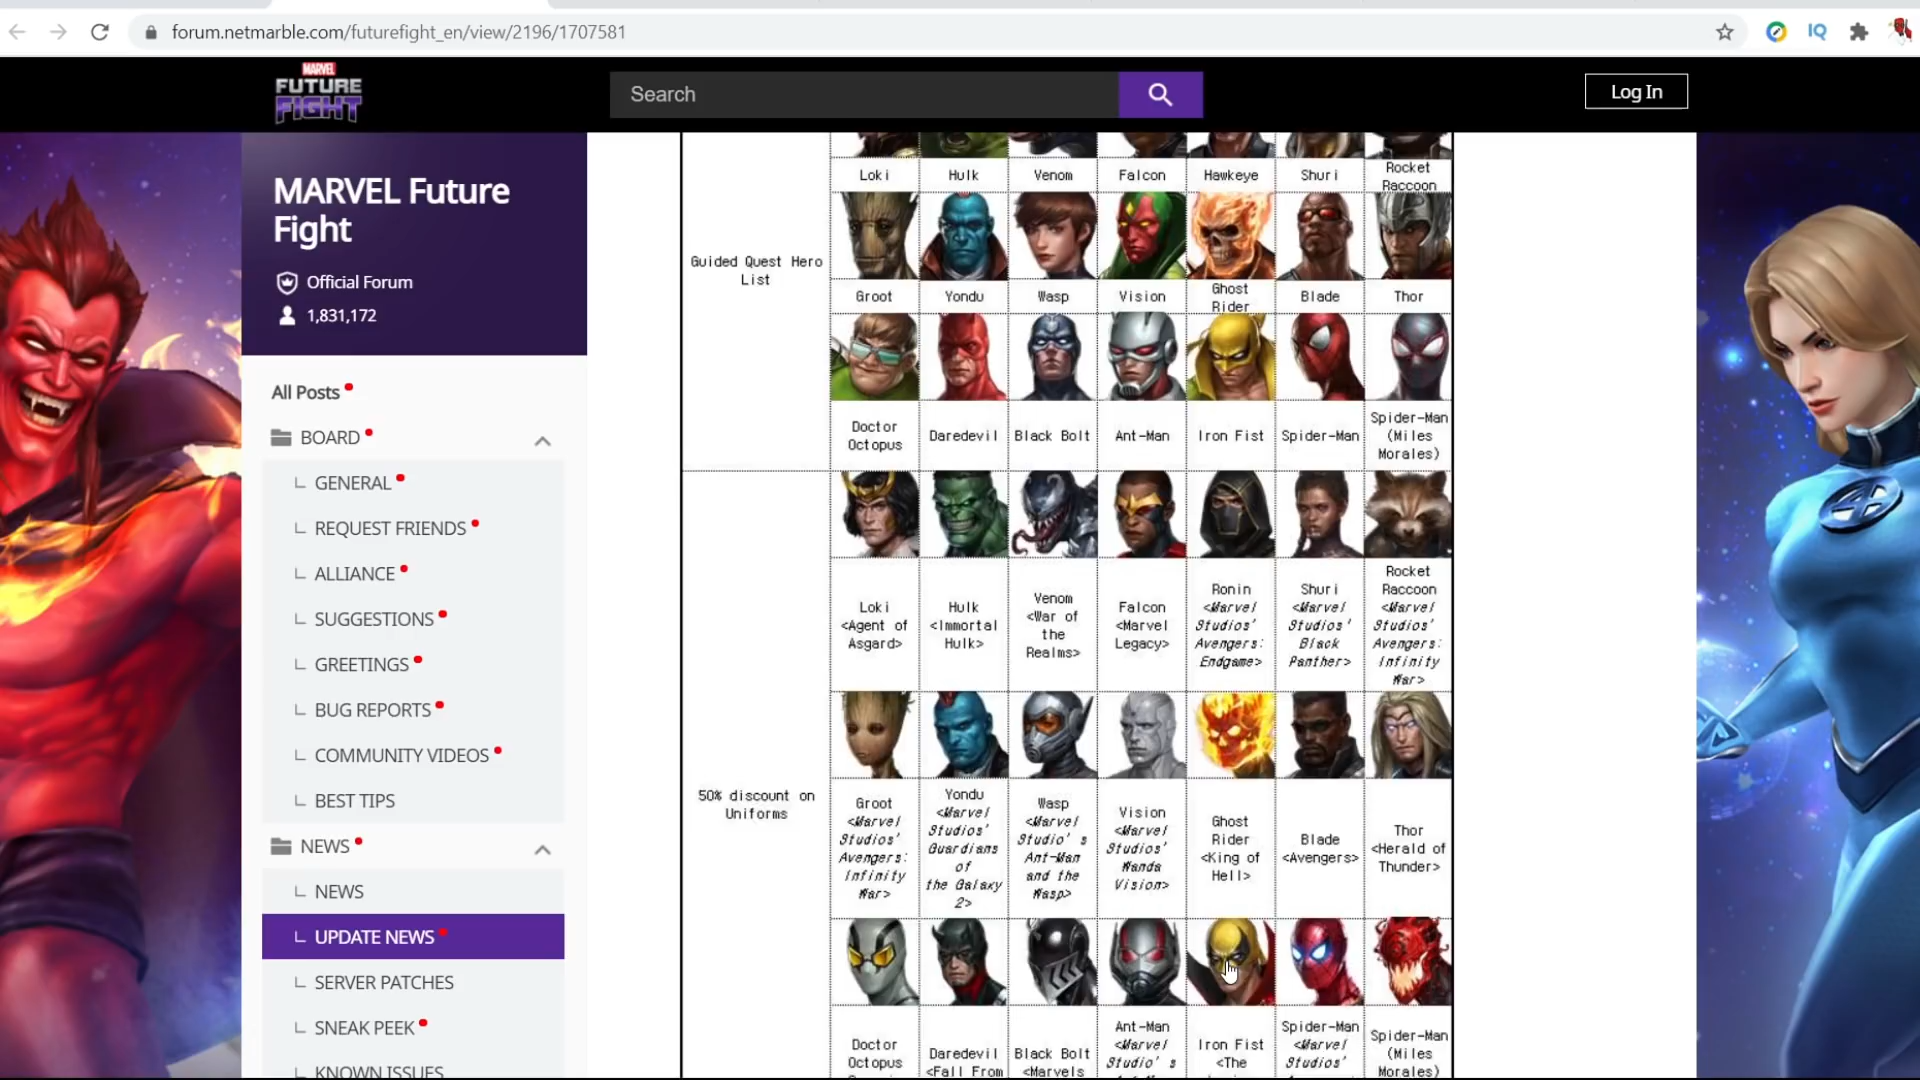 forum.netmarble.com/futurefight_en/view/2196/1707581
IQ
MARVEL
FUTURE
FIGHT
Search
Log In
MARVEL Future
Fight
Official Forum
1,831,172
All Posts
BOARD
GENERAL
REQUEST FRIENDS
ALLIANCE
SUGGESTIONS
GREETINGS
BUG REPORTS
COMMUNITY VIDEOS
BEST TIPS
NEWS
NEWS
UPDATE NEWS
SERVER PATCHES
SNEAK PEEK
KNOWN ISSUES
Guided Quest Hero
List
Loki
Hulk
Venom
Falcon
Hawkeye
Shuri
Rocket
Raccoon
Groot
Yondu
Wasp
Vision
Ghost
Rider
Blade
Thor
Doctor
Octopus
Daredevil
Black Bolt
Ant-Man
Iron Fist
Spider-Man
Spider-Man
(Miles
Morales)
50% discount on
Uniforms
Loki
<Agent of
Asgard>
Hulk
<Immortal
Hulk>
Venom
<War of
the
Realms>
Falcon
<Marvel
Legacy>
Ronin
<Marvel
Studios'
Avengers:
Endgame>
Shuri
<Marvel
Studios'
Black
Panther>
Rocket
Raccoon
<Marvel
Studios'
Avengers:
Infinity
War>
Groot
<Marvel
Studios'
Avengers:
Infinity
War>
Yondu
<Marvel
Studios'
Guardians
of
the Galaxy
2>
Wasp
<Marvel
Studio's
Ant-Man
and the
Wasp>
Vision
<Marvel
Studios'
Wanda
Vision>
Ghost
Rider
<King of
Hell>
Blade
<Avengers>
Thor
<Herald of
Thunder>
Doctor
Octopus
Daredevil
<Fall From
Black Bolt
<Marvels
Ant-Man
<Marvel
Studio's
Iron Fist
<The
Spider-Man
<Marvel
Studios'
Spider-Man
(Miles
Morales)